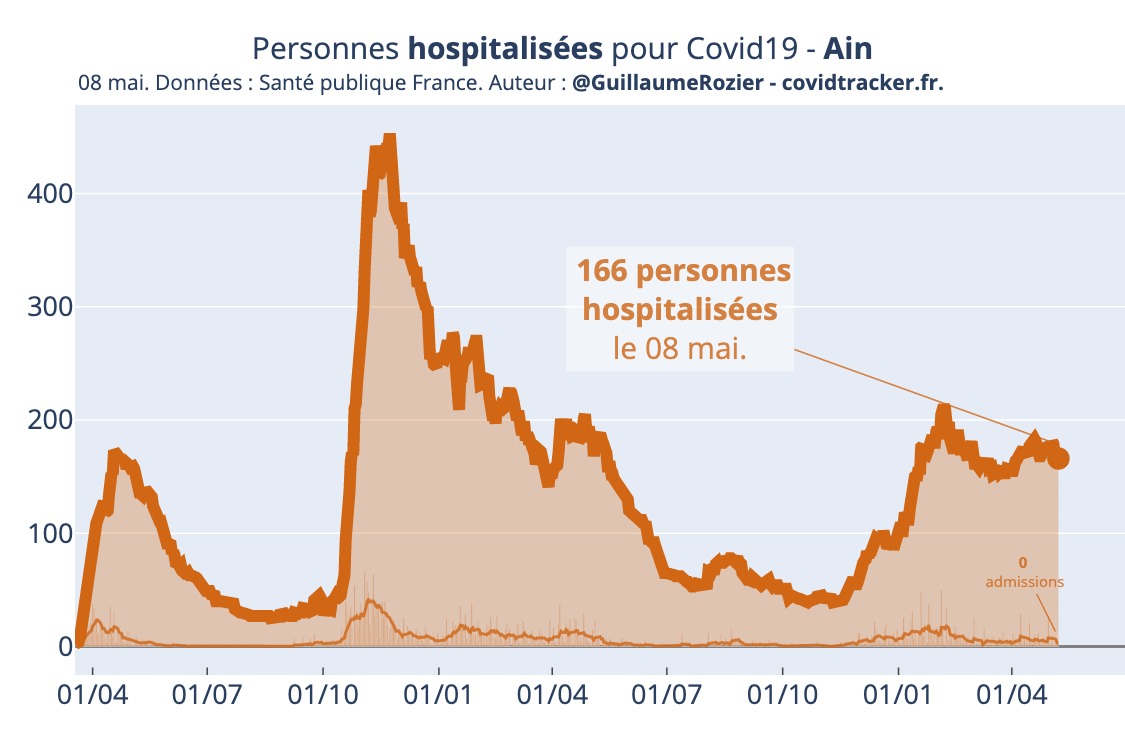 Personnes hospitalisées pour Covid19 - Ain
08 mai. Données : Santé publique France. Auteur : @GuillaumeRozier - covidtracker.fr.
400
300
200
100
0
166 personnes
hospitalisées
le 08 mai.
0
admissions
01/04
01/07
01/10
01/01
01/04
01/07
01/10
01/01
01/04